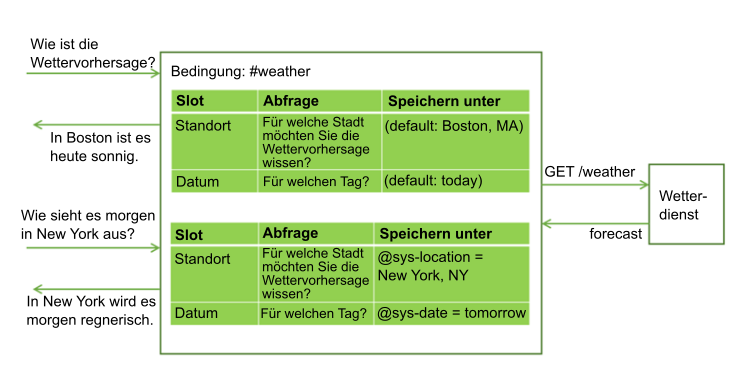 Wie ist die
Wettervorhersage?
In Boston ist es
heute sonnig.
Wie sieht es morgen
in New York aus?
In New York wird es
morgen regnerisch.
Bedingung: #weather
Slot Abfrage Speichern unter
Standort Für welche Stadt (default: Boston, MA)
möchten Sie die
Wettervorhersage
wissen?
Datum Für welchen Tag? (default: today)
Slot Abfrage Speichern unter
Standort Für welche Stadt @sys-location =
möchten Sie die New York, NY
Wettervorhersage
wissen?
Datum Für welchen Tag? @sys-date = tomorrow
GET /weather
forecast
Wetter-
dienst